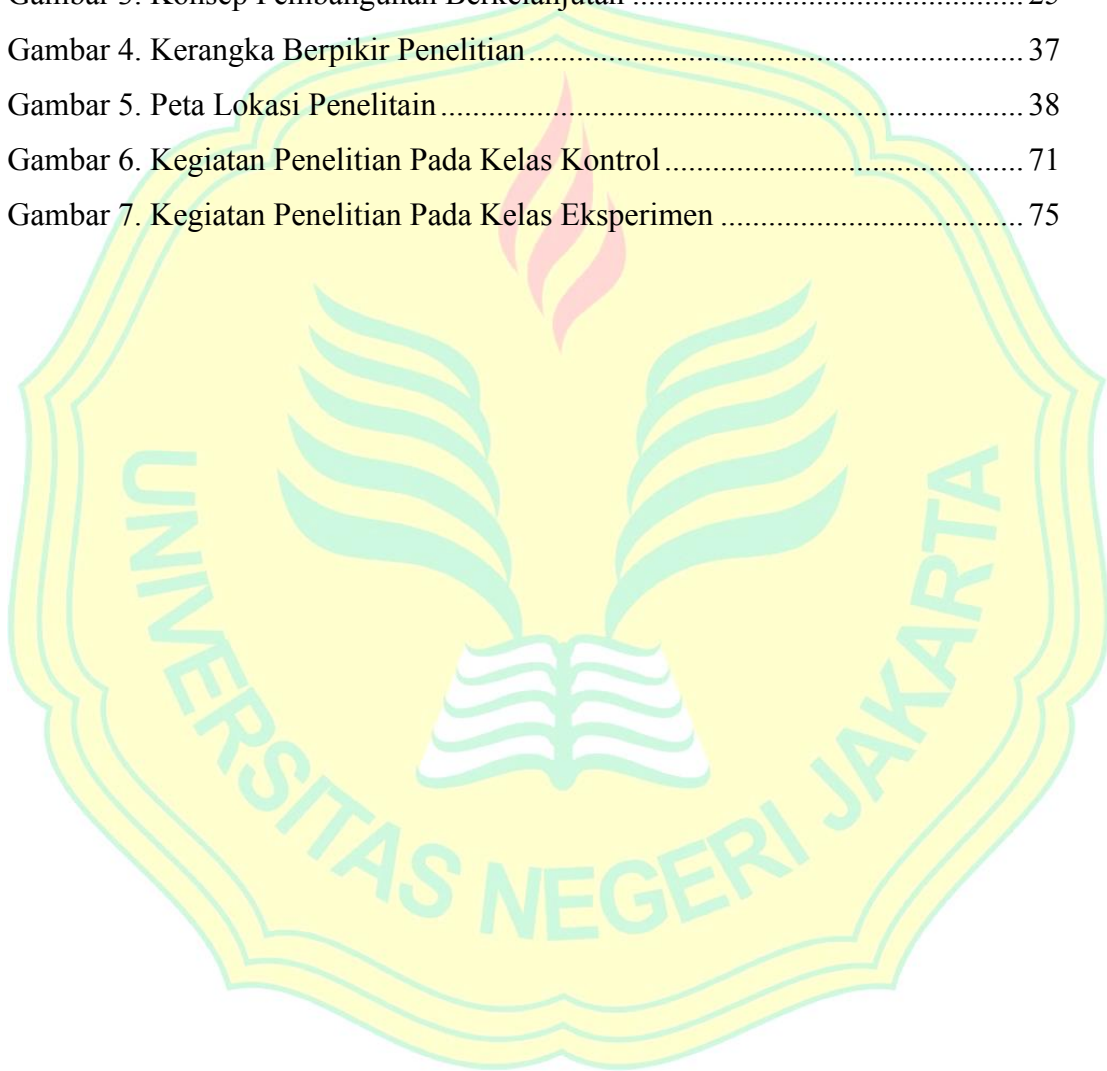 Gambar 3. Konsep Pembangunan Berkelanjutan ................................................ 25
Gambar 4. Kerangka Berpikir Penelitian ............................................................... 37
Gambar 5. Peta Lokasi Penelitain .......................................................................... 38
Gambar 6. Kegiatan Penelitian Pada Kelas Kontrol ............................................. 71
Gambar 7. Kegiatan Penelitian Pada Kelas Eksperimen ...................................... 75
UNIVERSITAS NEGERI JAKARTA